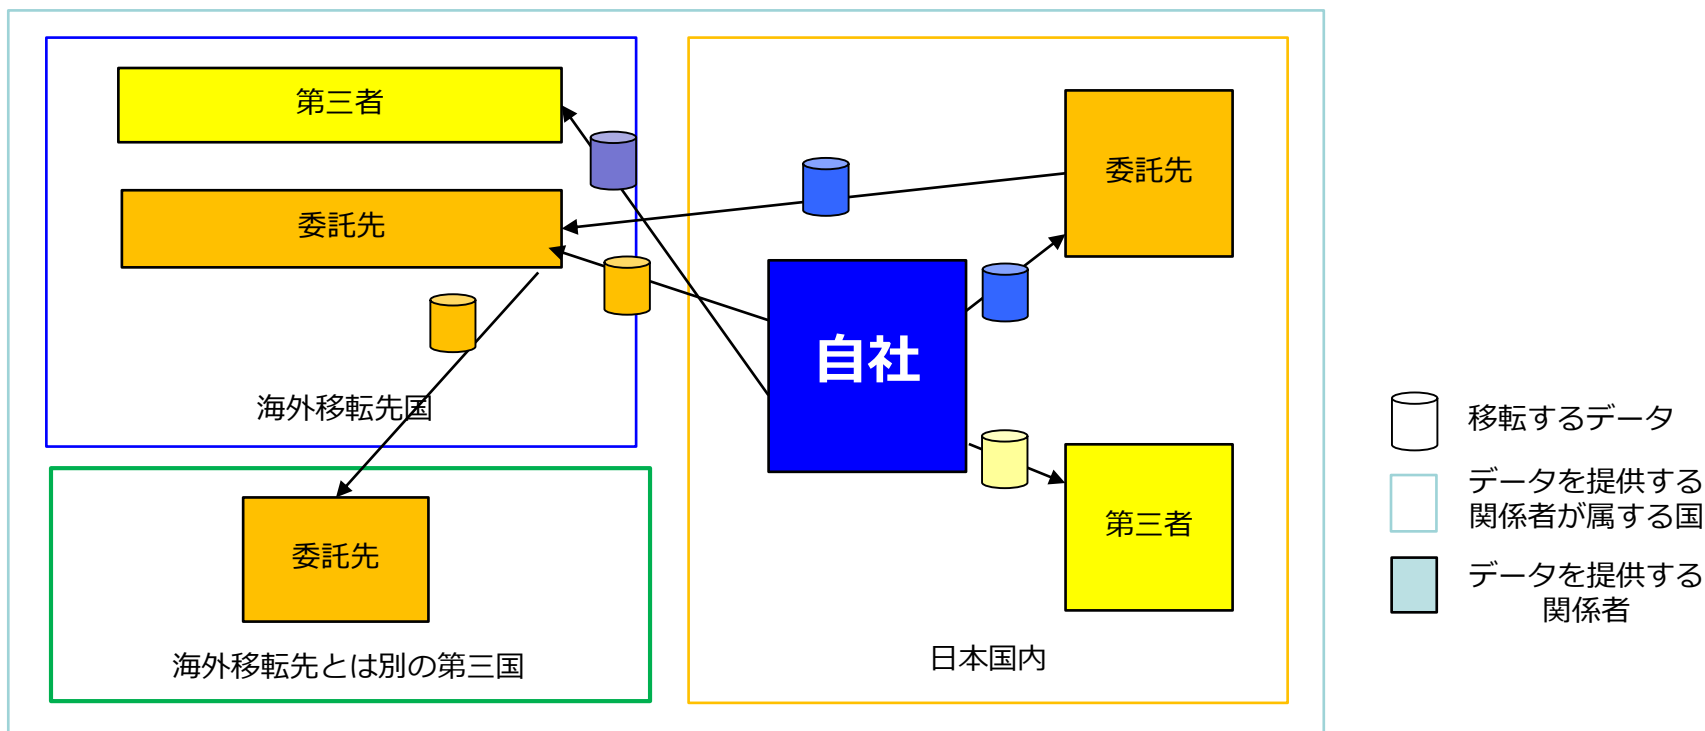 第三者
委託先
海外移転先国
委託先
海外移転先とは別の第三国
委託先
自社
第三者
日本国内
移転するデータ
データを提供する
関係者が属する国
データを提供する
関係者